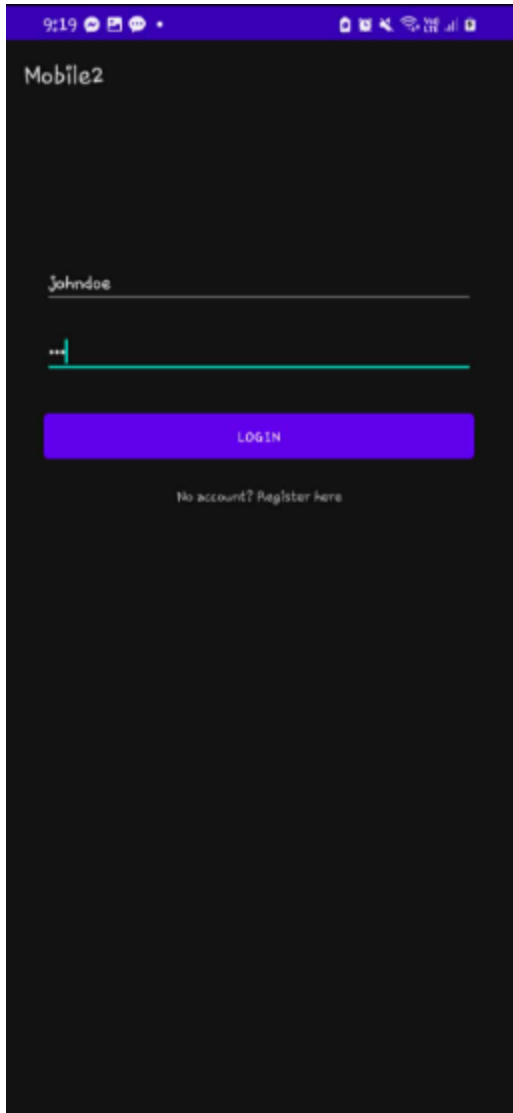 9:19
Mobile2
johndoe
•••
LOGIN
No account? Register here